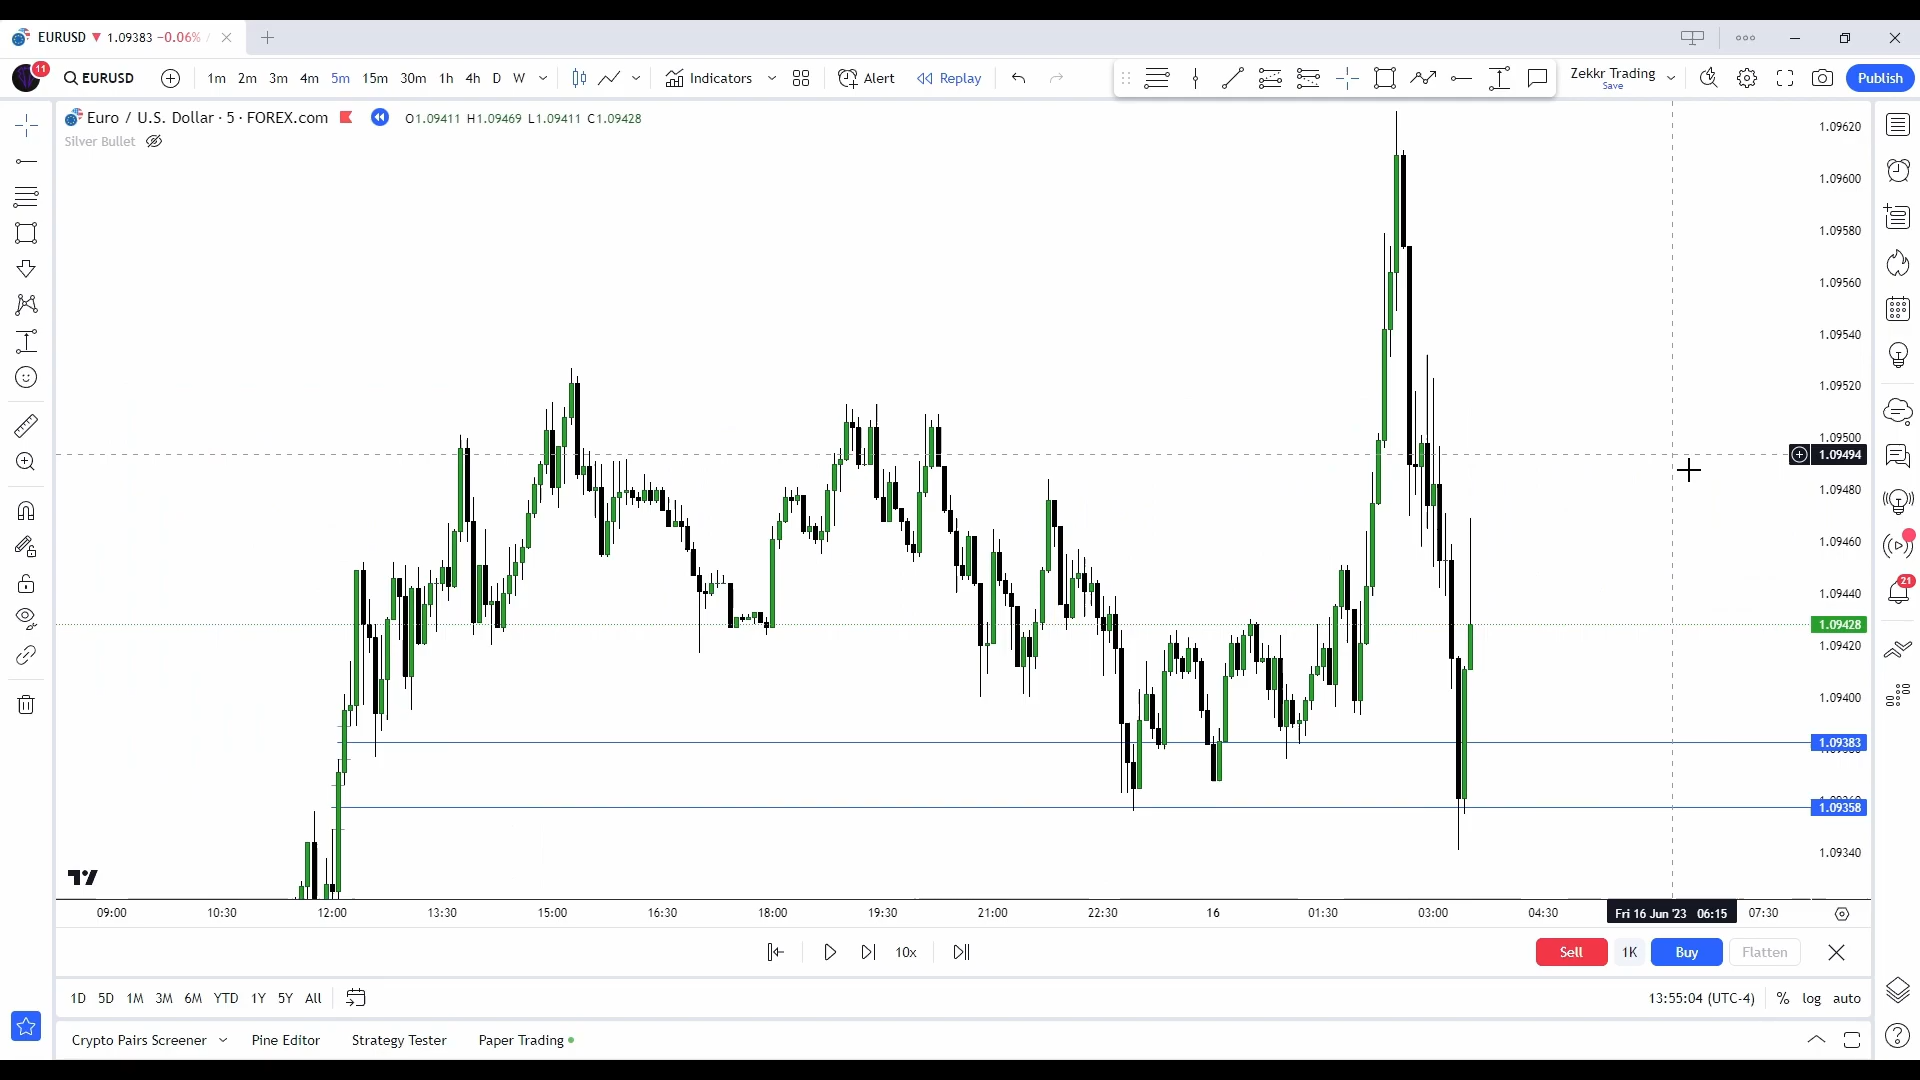 EURUSD ▼ 1.09383 −0.06% /
11 EURUSD 1m 2m 3m 4m 5m 15m 30m 1h 4h D W Indicators Alert Replay Zekkr Trading Save Publish
Euro / U.S. Dollar · 5 · FOREX.com O1.09411 H1.09469 L1.09411 C1.09428
Silver Bullet
1.09620
1.09600
1.09580
1.09560
1.09540
1.09520
1.09500
1.09494
1.09480
1.09460
21
1.09440
1.09428
1.09420
1.09400
1.09383
1.09358
1.09340
09:00 10:30 12:00 13:30 15:00 16:30 18:00 19:30 21:00 22:30 16 01:30 03:00 04:30 Fri 16 Jun '23 06:15 07:30
10x Sell 1K Buy Flatten
1D 5D 1M 3M 6M YTD 1Y 5Y All 13:55:04 (UTC-4) % log auto
Crypto Pairs Screener Pine Editor Strategy Tester Paper Trading